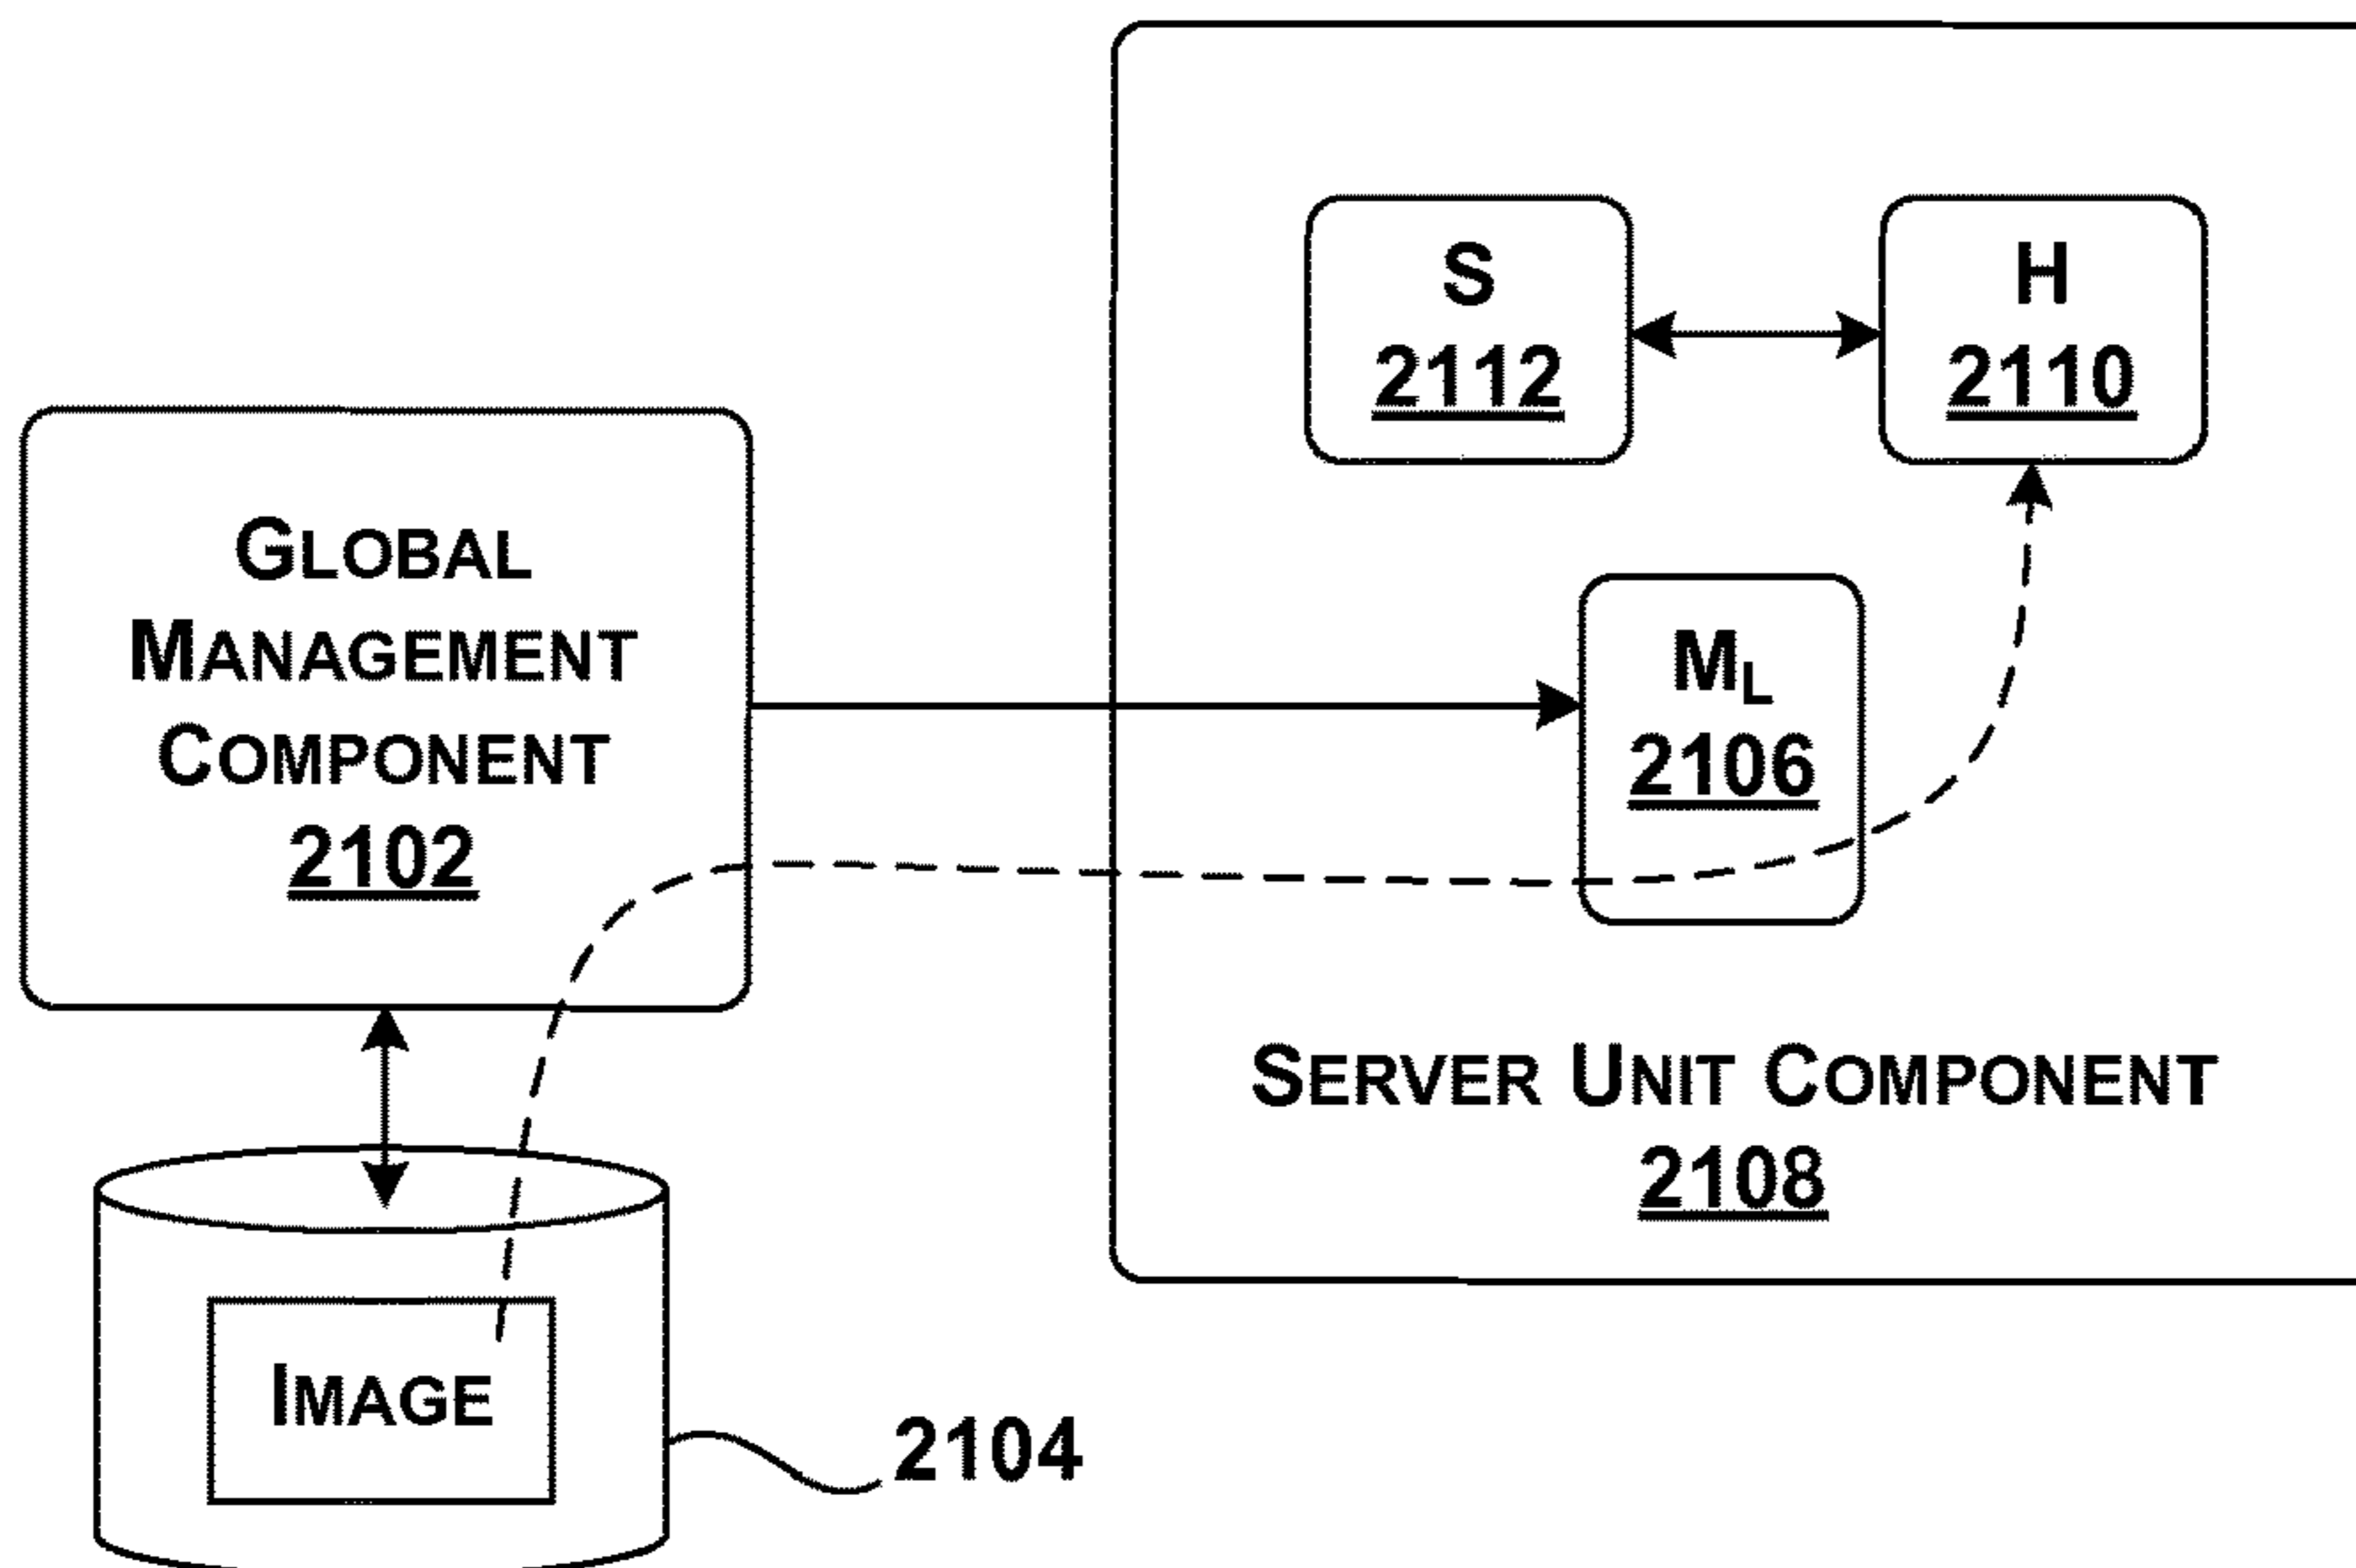 S
2112
H
2110
GLOBAL
MANAGEMENT
COMPONENT
2102
ML
2106
SERVER UNIT COMPONENT
2108
IMAGE
2104